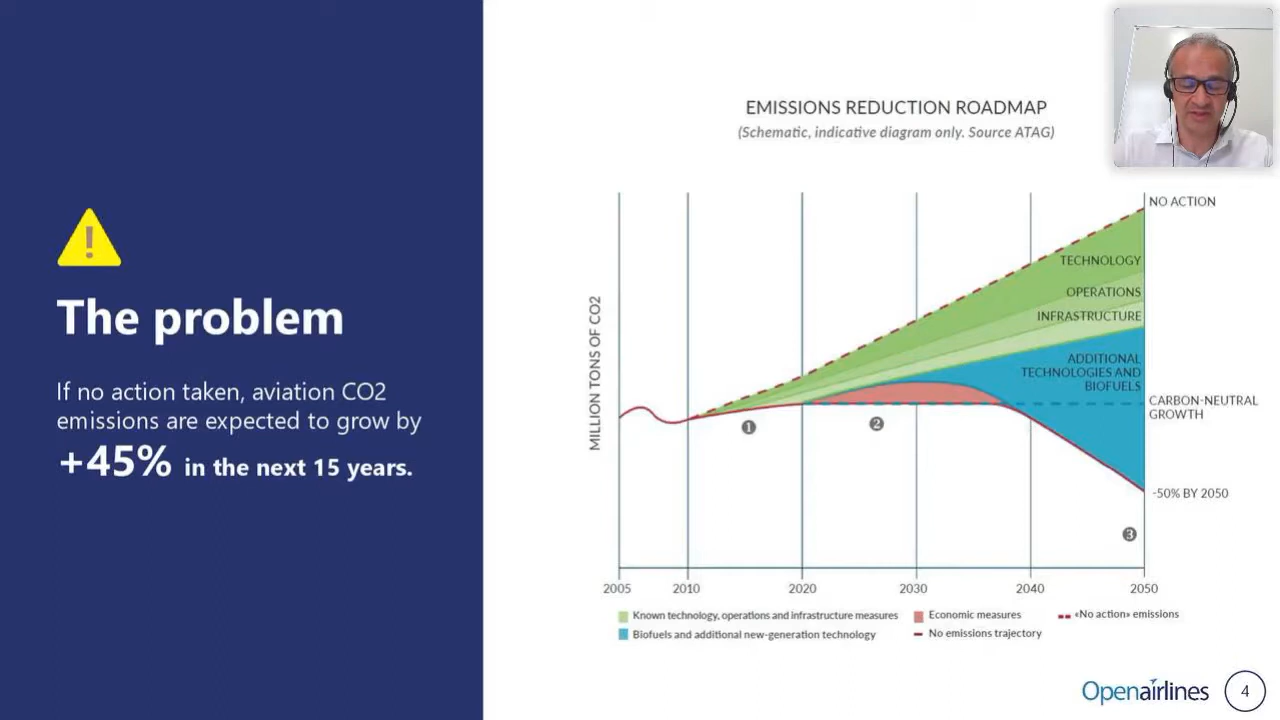 The problem
If no action taken, aviation CO2
emissions are expected to grow by
+45% in the next 15 years.
EMISSIONS REDUCTION ROADMAP
(Schematic, indicative diagram only. Source ATAG)
MILLION TONS OF CO2
NO ACTION
TECHNOLOGY
OPERATIONS
INFRASTRUCTURE
ADDITIONAL
TECHNOLOGIES AND
BIOFUELS
CARBON-NEUTRAL
GROWTH
1
2
-50% BY 2050
3
2005 2010 2020 2030 2040 2050
Known technology, operations and infrastructure measures Economic measures «No action» emissions
Biofuels and additional new-generation technology No emissions trajectory
Openairlines 4